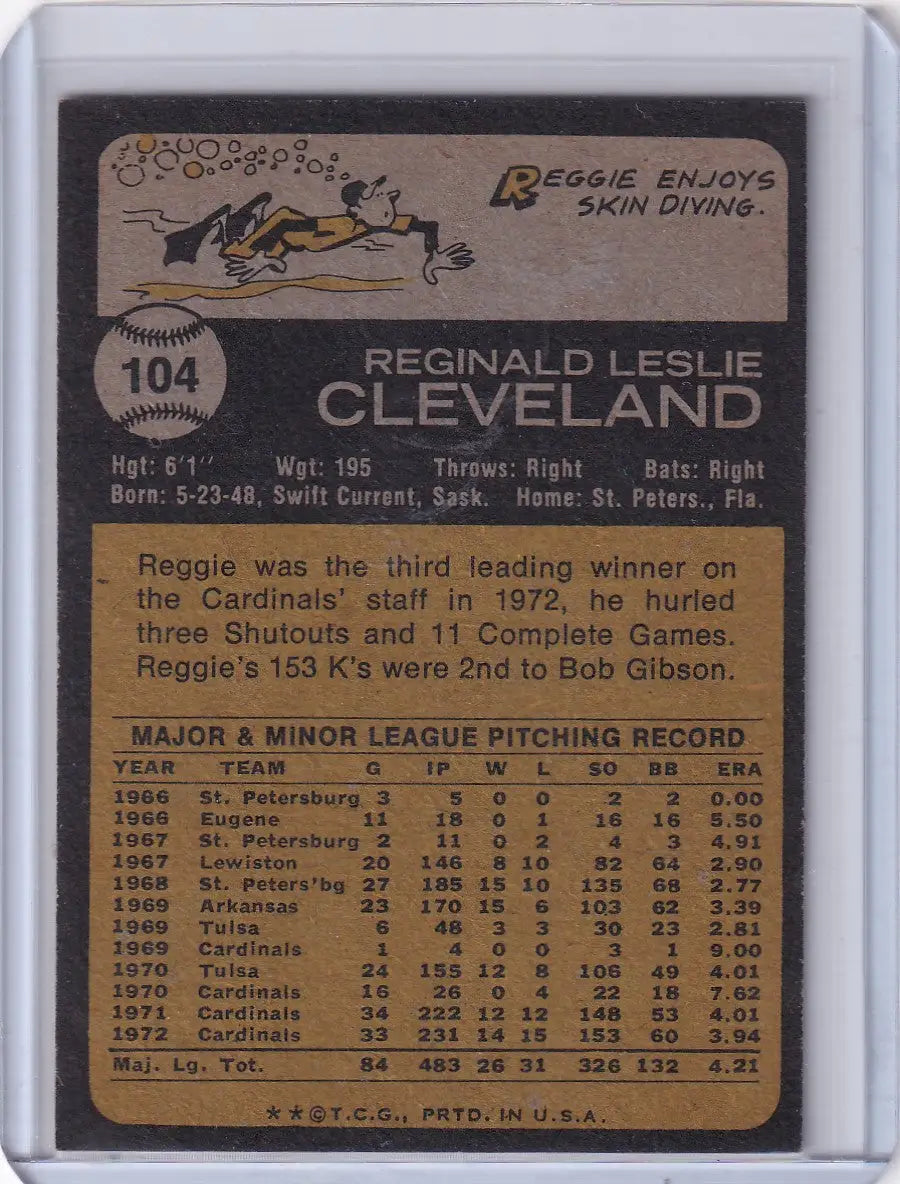 REGGIE ENJOYS
SKIN DIVING.
104
REGINALD LESLIE
CLEVELAND
Hgt: 6'1" Wgt: 195 Throws: Right Bats: Right
Born: 5-23-48, Swift Current, Sask. Home: St. Peters., Fla.
Reggie was the third leading winner on
the Cardinals' staff in 1972, he hurled
three Shutouts and 11 Complete Games.
Reggie's 153 K's were 2nd to Bob Gibson.
MAJOR & MINOR LEAGUE PITCHING RECORD
YEAR TEAM G IP W L SO BB ERA
1966 St. Petersburg 3 5 0 0 2 2 0.00
1966 Eugene 11 18 0 1 16 16 5.50
1967 St. Petersburg 2 11 0 2 4 3 4.91
1967 Lewiston 20 146 8 10 82 64 2.90
1968 St. Peters'bg 27 185 15 10 135 68 2.77
1969 Arkansas 23 170 15 6 103 62 3.39
1969 Tulsa 6 48 3 3 30 23 2.81
1969 Cardinals 1 4 0 0 3 1 9.00
1970 Tulsa 24 155 12 8 106 49 4.01
1970 Cardinals 16 26 0 4 22 18 7.62
1971 Cardinals 34 222 12 12 148 53 4.01
1972 Cardinals 33 231 14 15 153 60 3.94
Maj. Lg. Tot. 84 483 26 31 326 132 4.21
**©T.C.G., PRTD. IN U.S.A.